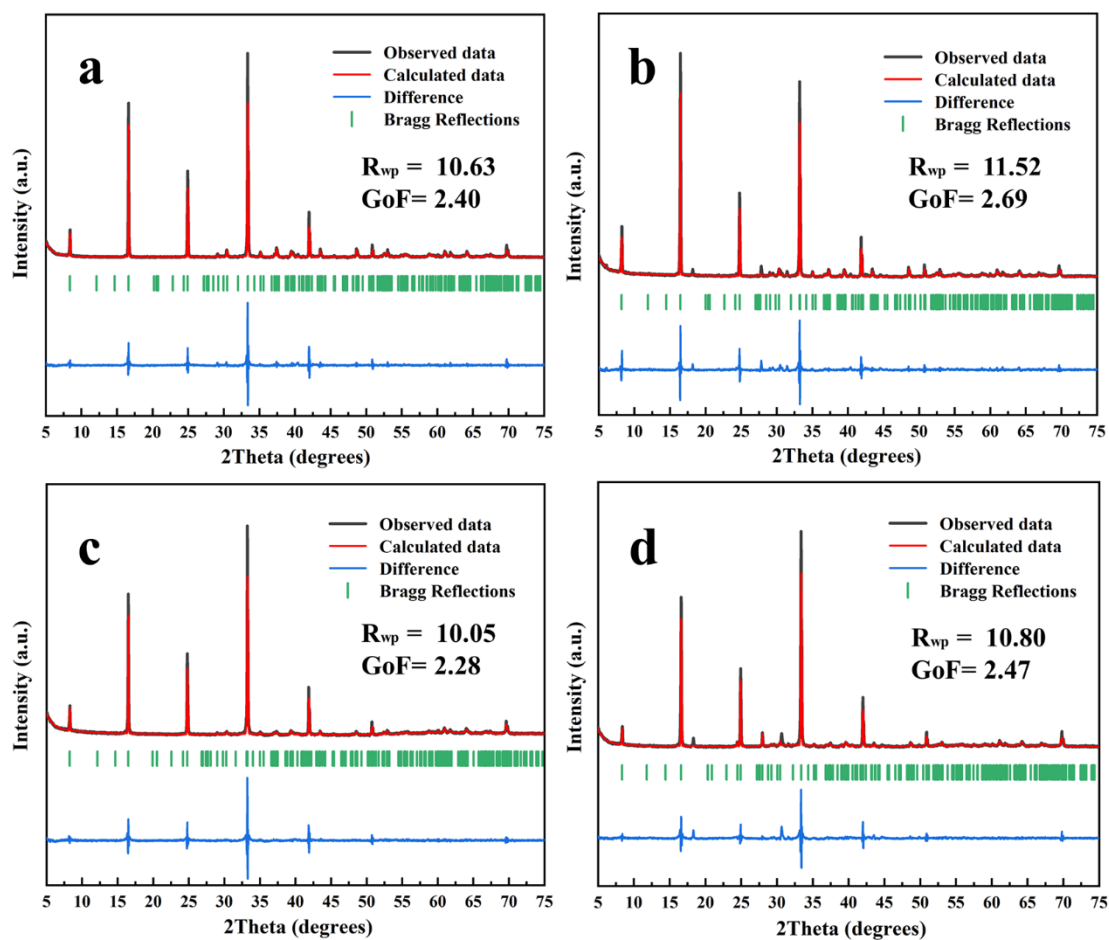 a
Observed data
Calculated data
Difference
Bragg Reflections
Rwp = 10.63
GoF= 2.40
Intensity (a.u.)
5 10 15 20 25 30 35 40 45 50 55 60 65 70 75
2Theta (degrees)
b
Observed data
Calculated data
Difference
Bragg Reflections
Rwp = 11.52
GoF= 2.69
Intensity (a.u.)
5 10 15 20 25 30 35 40 45 50 55 60 65 70 75
2Theta (degrees)
c
Observed data
Calculated data
Difference
Bragg Reflections
Rwp = 10.05
GoF= 2.28
Intensity (a.u.)
5 10 15 20 25 30 35 40 45 50 55 60 65 70 75
2Theta (degrees)
d
Observed data
Calculated data
Difference
Bragg Reflections
Rwp = 10.80
GoF= 2.47
Intensity (a.u.)
5 10 15 20 25 30 35 40 45 50 55 60 65 70 75
2Theta (degrees)